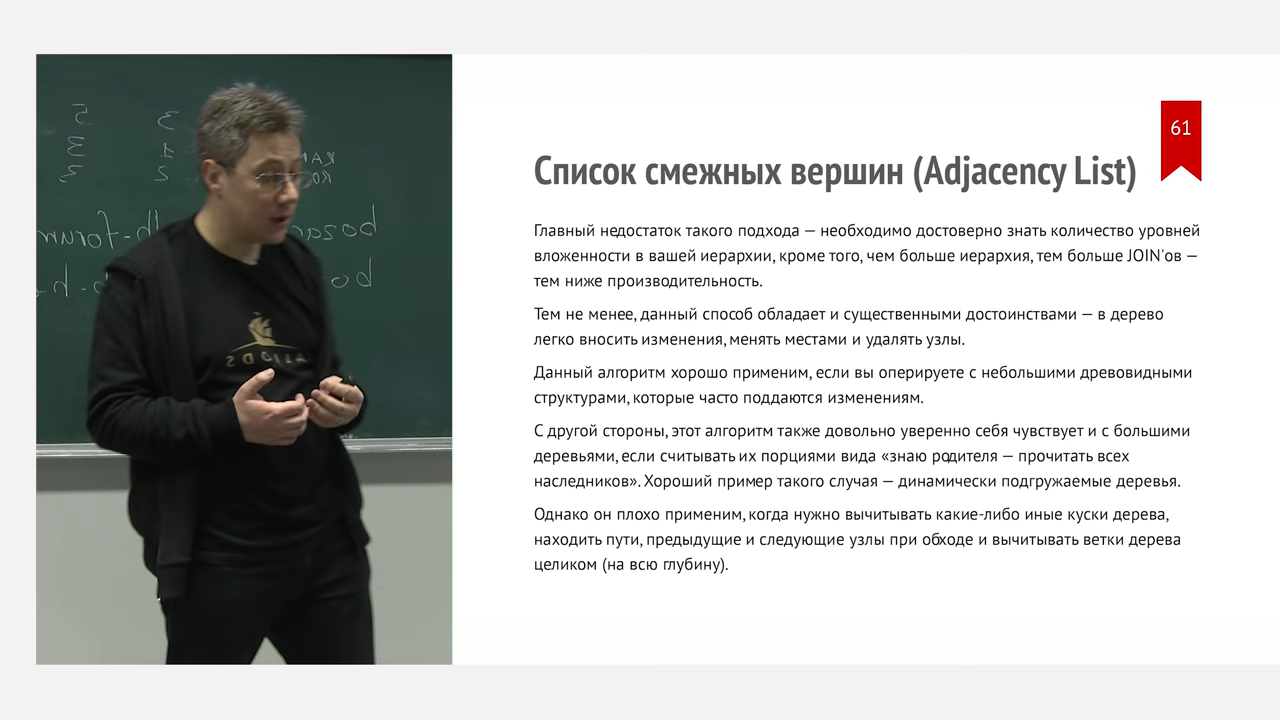 61
Список смежных вершин (Adjacency List)
Главный недостаток такого подхода — необходимо достоверно знать количество уровней
вложенности в вашей иерархии, кроме того, чем больше иерархия, тем больше JOIN'ов —
тем ниже производительность.
Тем не менее, данный способ обладает и существенными достоинствами — в дерево
легко вносить изменения, менять местами и удалять узлы.
Данный алгоритм хорошо применим, если вы оперируете с небольшими древовидными
структурами, которые часто поддаются изменениям.
С другой стороны, этот алгоритм также довольно уверенно себя чувствует и с большими
деревьями, если считывать их порциями вида «знаю родителя — прочитать всех
наследников». Хороший пример такого случая — динамически подгружаемые деревья.
Однако он плохо применим, когда нужно вычитывать какие-либо иные куски дерева,
находить пути, предыдущие и следующие узлы при обходе и вычитывать ветки дерева
целиком (на всю глубину).